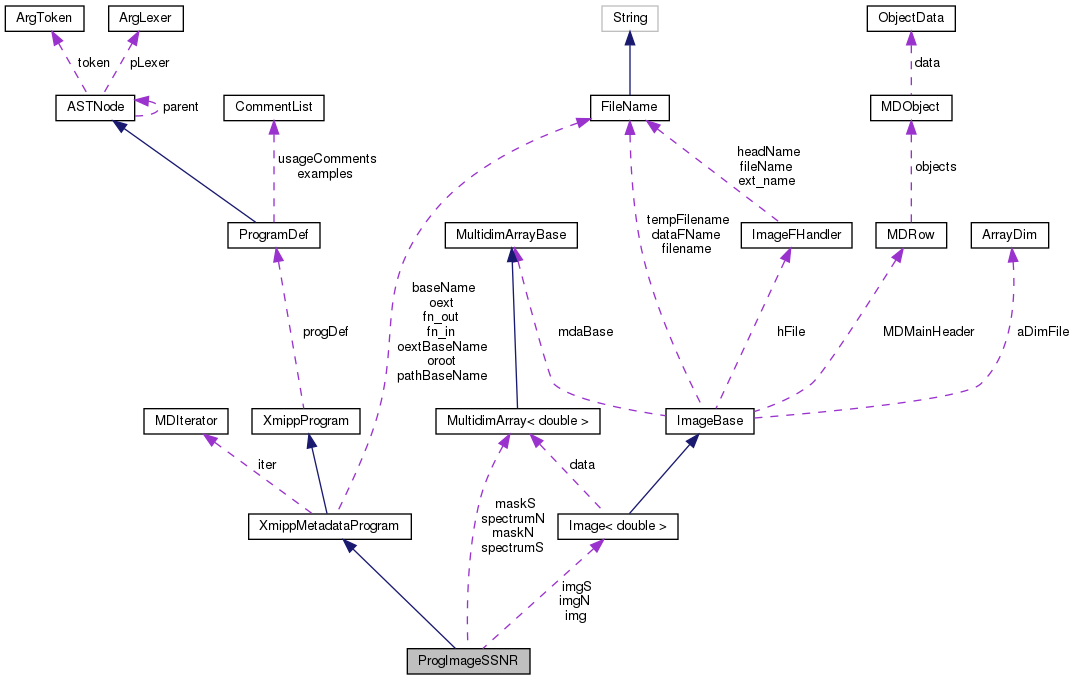 ArgToken
ArgLexer
String
ObjectData
token
pLexer
data
ASTNode
parent
CommentList
FileName
MDObject
usageComments
examples
headName
fileName
ext_name
objects
ProgramDef
MultidimArrayBase
tempFilename
dataFName
filename
ImageFHandler
MDRow
ArrayDim
baseName
oext
fn_out
fn_in
oextBaseName
oroot
pathBaseName
progDef
mdaBase
hFile
MDMainHeader
aDimFile
MDIterator
XmippProgram
MultidimArray< double >
ImageBase
iter
data
maskS
spectrumN
maskN
spectrumS
XmippMetadataProgram
Image< double >
imgS
imgN
img
ProgImageSSNR